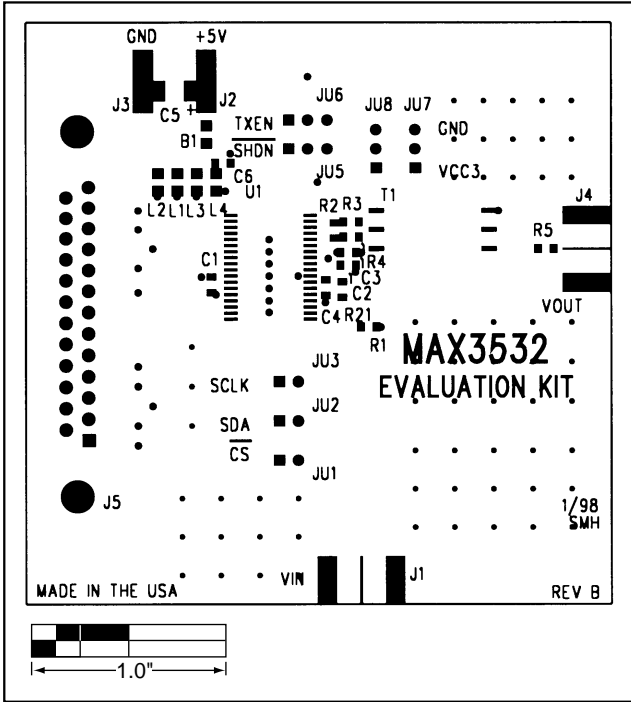 GND +5V
J3 C5 + J2
JU6
TXEN
JU8 JU7
GND
B1
SHDN
C6
JU5
VCC3
U1
L2 L1 L3 L4
T1
J4
R2 R3
R5
C1
R4
C3
C2
VOUT
C4 R21
R1
MAX3532
EVALUATION KIT
JU3
SCLK
JU2
SDA
CS
JU1
J5
1/98
SMH
VIN
J1
MADE IN THE USA
REV B
1.0"